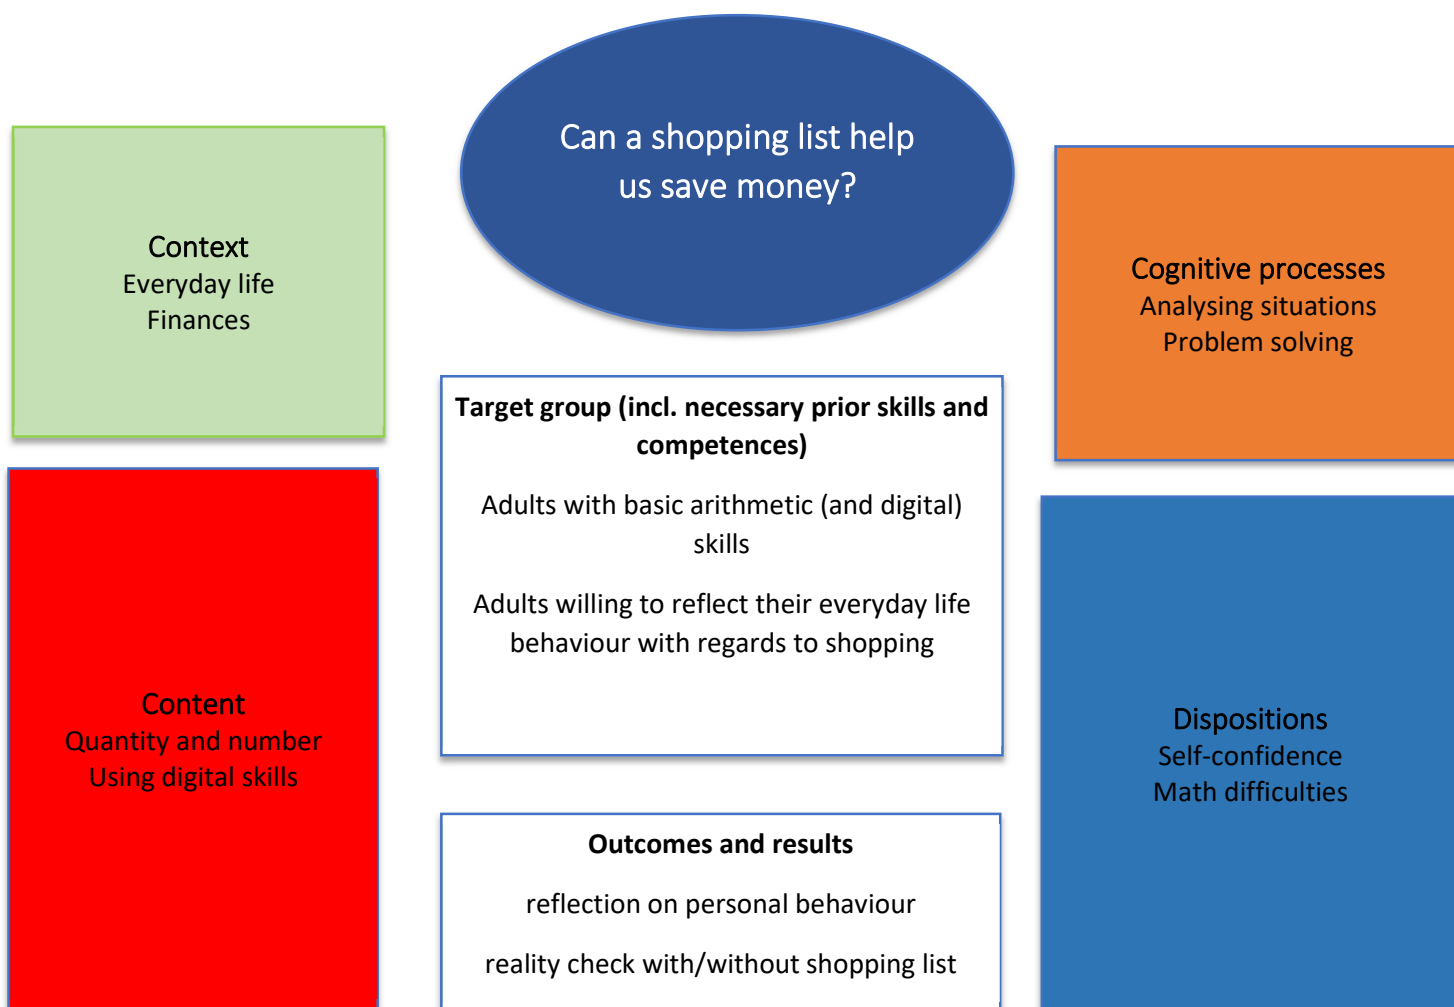 Can a shopping list help
us save money?
Context
Everyday life
Finances
Cognitive processes
Analysing situations
Problem solving
Target group (incl. necessary prior skills and
competences)
Adults with basic arithmetic (and digital)
skills
Adults willing to reflect their everyday life
behaviour with regards to shopping
Content
Quantity and number
Using digital skills
Dispositions
Self-confidence
Math difficulties
Outcomes and results
reflection on personal behaviour
reality check with/without shopping list